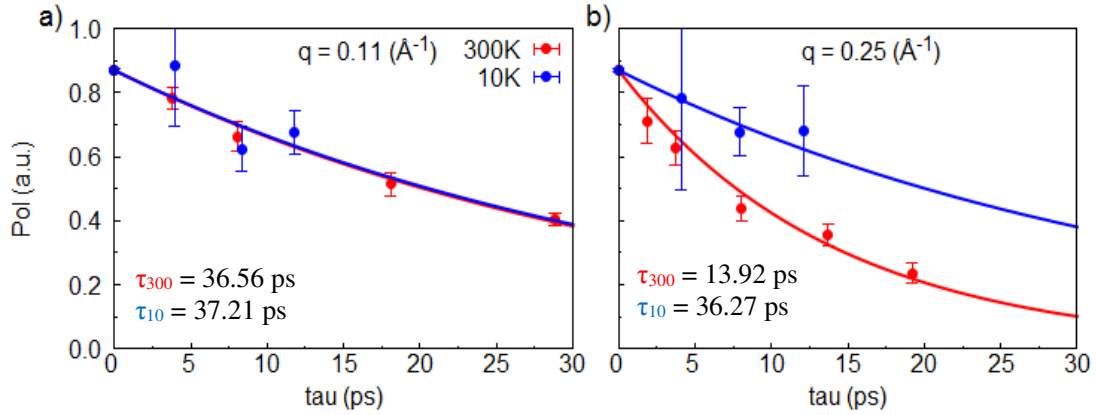 a)
q = 0.11 (Å⁻¹)
300K
10K
Pol (a.u.)
1.0
0.8
0.6
0.4
0.2
0.0
τ₃₀₀ = 36.56 ps
τ₁₀ = 37.21 ps
0 5 10 15 20 25 30
tau (ps)
b)
q = 0.25 (Å⁻¹)
τ₃₀₀ = 13.92 ps
τ₁₀ = 36.27 ps
0 5 10 15 20 25 30
tau (ps)